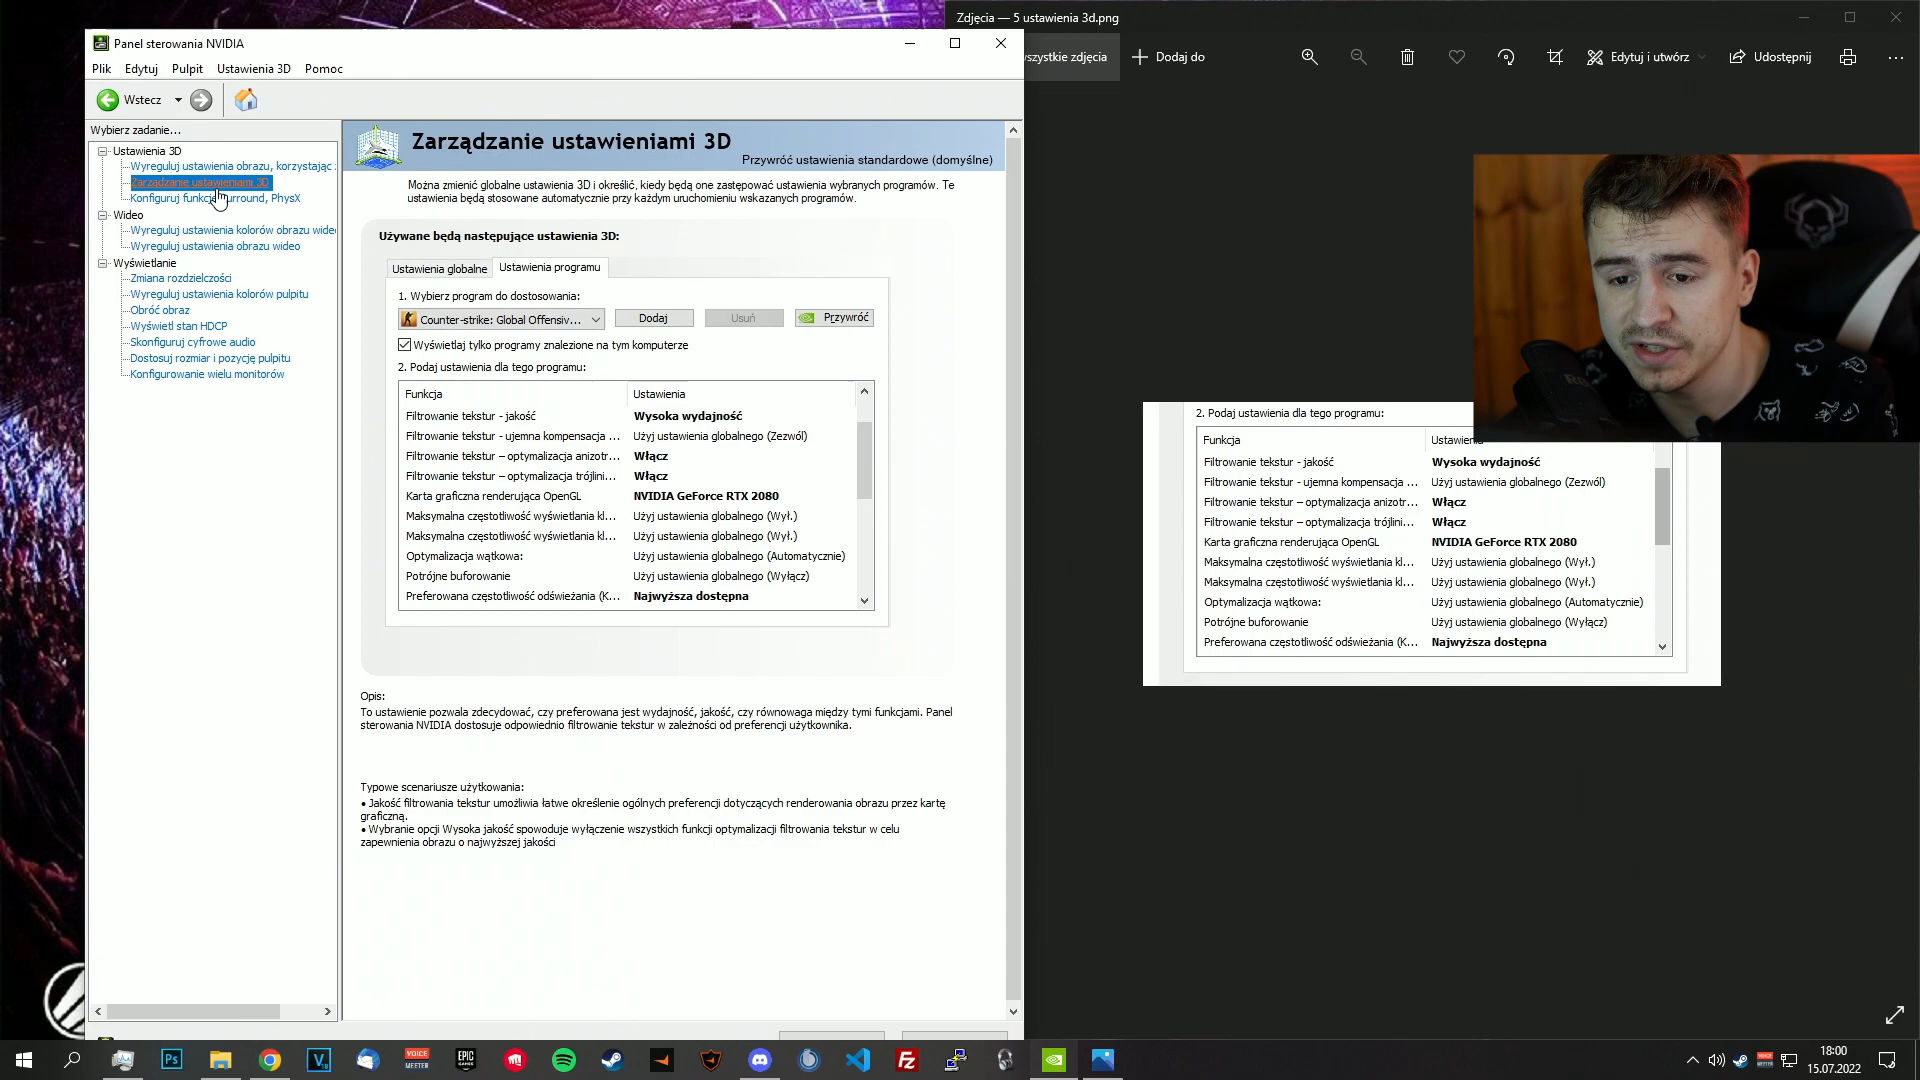 Zdjęcia — 5 ustawienia 3d.png
Panel sterowania NVIDIA
Plik Edytuj Pulpit Ustawienia 3D Pomoc
zystkie zdjęcia Dodaj do Edytuj i utwórz Udostępnij
Wstecz
Wybierz zadanie...
Ustawienia 3D
Wyreguluj ustawienia obrazu, korzystając
Zarządzanie ustawieniami 3D
Konfiguruj funkcje urround, PhysX
Wideo
Wyreguluj ustawienia kolorów obrazu wide
Wyreguluj ustawienia obrazu wideo
Wyświetlanie
Zmiana rozdzielczości
Wyreguluj ustawienia kolorów pulpitu
Obróć obraz
Wyświetl stan HDCP
Skonfiguruj cyfrowe audio
Dostosuj rozmiar i pozycję pulpitu
Konfigurowanie wielu monitorów
Zarządzanie ustawieniami 3D
Przywróć ustawienia standardowe (domyślne)
Można zmienić globalne ustawienia 3D i określić, kiedy będą one zastępować ustawienia wybranych programów. Te
ustawienia będą stosowane automatycznie przy każdym uruchomieniu wskazanych programów.
Używane będą następujące ustawienia 3D:
Ustawienia globalne Ustawienia programu
1. Wybierz program do dostosowania:
Counter-strike: Global Offensiv... Dodaj Usuń Przywróć
Wyświetlaj tylko programy znalezione na tym komputerze
2. Podaj ustawienia dla tego programu:
Funkcja Ustawienia
Filtrowanie tekstur - jakość Wysoka wydajność
Filtrowanie tekstur - ujemna kompensacja ... Użyj ustawienia globalnego (Zezwól)
Filtrowanie tekstur – optymalizacja anizotr... Włącz
Filtrowanie tekstur – optymalizacja trójlini... Włącz
Karta graficzna renderująca OpenGL NVIDIA GeForce RTX 2080
Maksymalna częstotliwość wyświetlania kl... Użyj ustawienia globalnego (Wył.)
Maksymalna częstotliwość wyświetlania kl... Użyj ustawienia globalnego (Wył.)
Optymalizacja wątkowa: Użyj ustawienia globalnego (Automatycznie)
Potrójne buforowanie Użyj ustawienia globalnego (Wyłącz)
Preferowana częstotliwość odświeżania (K... Najwyższa dostępna
Opis:
To ustawienie pozwala zdecydować, czy preferowana jest wydajność, jakość, czy równowaga między tymi funkcjami. Panel
sterowania NVIDIA dostosuje odpowiednio filtrowanie tekstur w zależności od preferencji użytkownika.
Typowe scenariusze użytkowania:
• Jakość filtrowania tekstur umożliwia łatwe określenie ogólnych preferencji dotyczących renderowania obrazu przez kartę
graficzną.
• Wybranie opcji Wysoka jakość spowoduje wyłączenie wszystkich funkcji optymalizacji filtrowania tekstur w celu
zapewnienia obrazu o najwyższej jakości
2. Podaj ustawienia dla tego programu:
Funkcja Ustawienia
Filtrowanie tekstur - jakość Wysoka wydajność
Filtrowanie tekstur - ujemna kompensacja ... Użyj ustawienia globalnego (Zezwól)
Filtrowanie tekstur – optymalizacja anizotr... Włącz
Filtrowanie tekstur – optymalizacja trójlini... Włącz
Karta graficzna renderująca OpenGL NVIDIA GeForce RTX 2080
Maksymalna częstotliwość wyświetlania kl... Użyj ustawienia globalnego (Wył.)
Maksymalna częstotliwość wyświetlania kl... Użyj ustawienia globalnego (Wył.)
Optymalizacja wątkowa: Użyj ustawienia globalnego (Automatycznie)
Potrójne buforowanie Użyj ustawienia globalnego (Wyłącz)
Preferowana częstotliwość odświeżania (K... Najwyższa dostępna
Ps VOICE MEETER EPIC GAMES Fz
18:00
15.07.2022